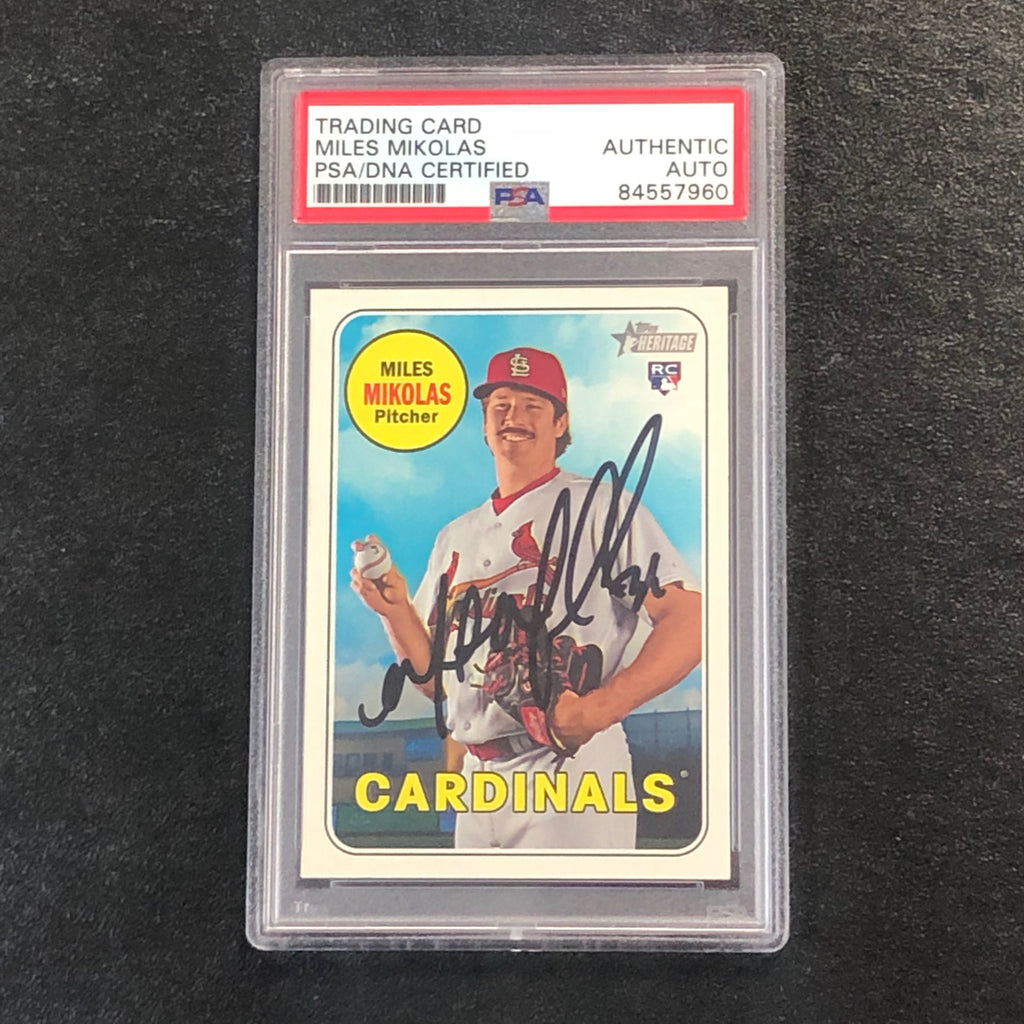 TRADING CARD
MILES MIKOLAS
PSA/DNA CERTIFIED
AUTHENTIC
AUTO
84557960
PSA
Topps
HERITAGE
RC
MILES
MIKOLAS
Pitcher
CARDINALS